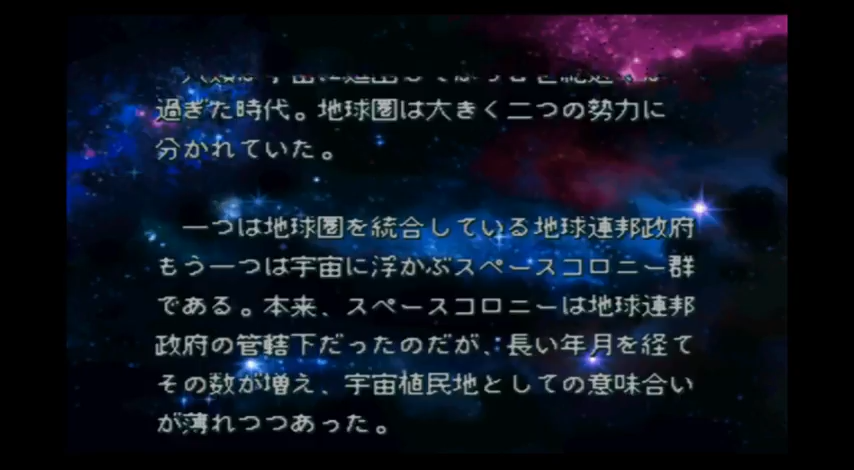 過ぎた時代。地球圏は大きく二つの勢力に
分かれていた。
一つは地球圏を統合している地球連邦政府
もう一つは宇宙に浮かぶスペースコロニー群
である。本来、スペースコロニーは地球連邦
政府の管轄下だったのだが、長い年月を経て
その数が増え、宇宙植民地としての意味合い
が薄れつつあった。